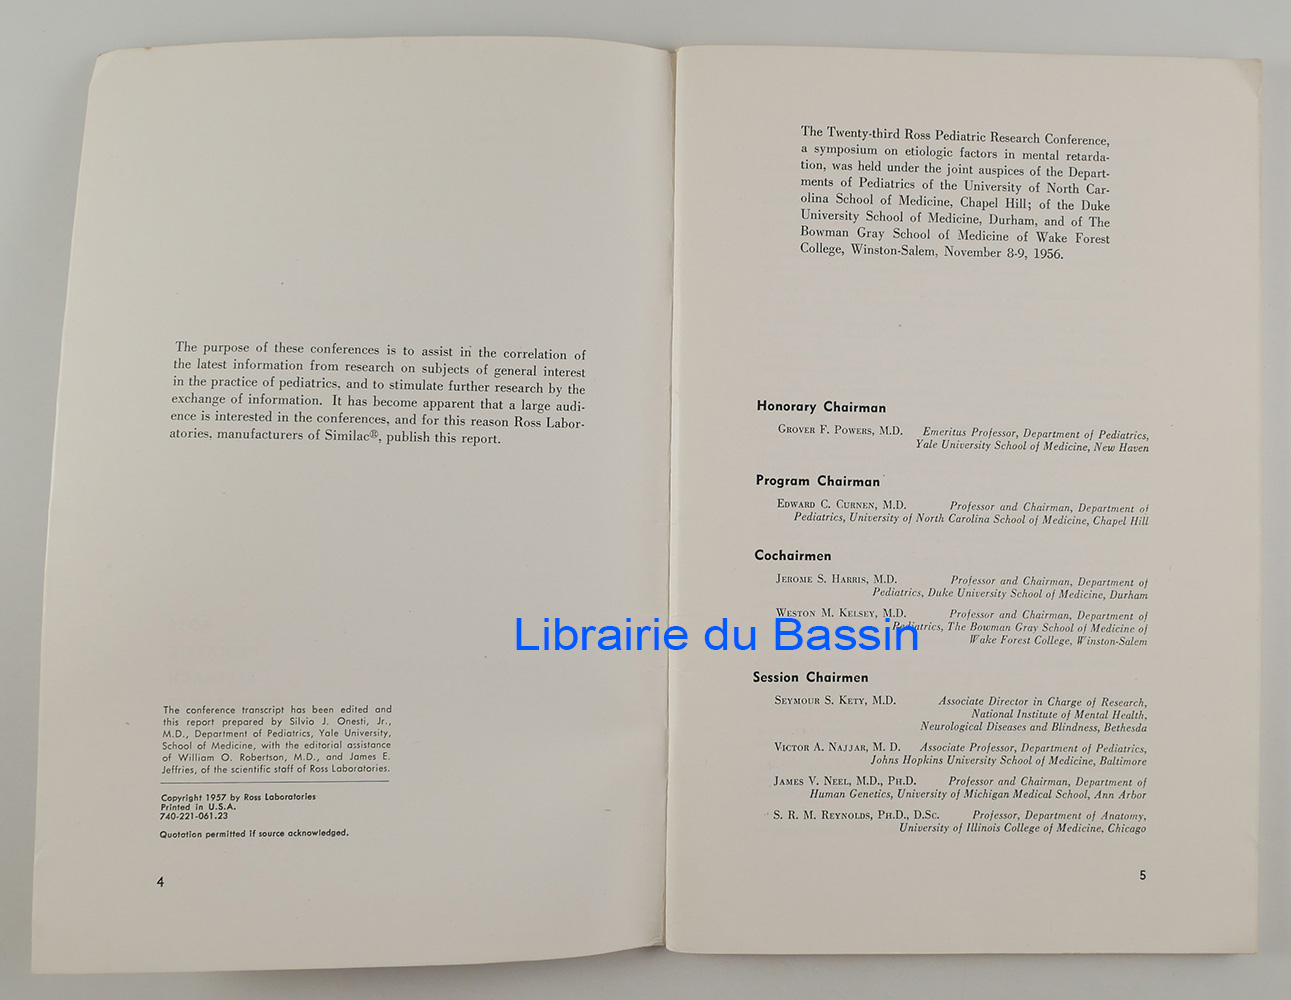 The purpose of these conferences is to assist in the correlation of
the latest information from research on subjects of general interest
in the practice of pediatrics, and to stimulate further research by the
exchange of information. It has become apparent that a large audi-
ence is interested in the conferences, and for this reason Ross Labor-
atories, manufacturers of Similac®, publish this report.
The conference transcript has been edited and
this report prepared by Silvio J. Onesti, Jr.,
M.D., Department of Pediatrics, Yale University,
School of Medicine, with the editorial assistance
of William O. Robertson, M.D., and James E.
Jeffries, of the scientific staff of Ross Laboratories.
Copyright 1957 by Ross Laboratories
Printed in U.S.A.
740-221-061.23
Quotation permitted if source acknowledged.
4
The Twenty-third Ross Pediatric Research Conference,
a symposium on etiologic factors in mental retarda-
tion, was held under the joint auspices of the Depart-
ments of Pediatrics of the University of North Car-
olina School of Medicine, Chapel Hill; of the Duke
University School of Medicine, Durham, and of The
Bowman Gray School of Medicine of Wake Forest
College, Winston-Salem, November 8-9, 1956.
Honorary Chairman
GROVER F. POWERS, M.D. Emeritus Professor, Department of Pediatrics,
Yale University School of Medicine, New Haven
Program Chairman
EDWARD C. CURNEN, M.D. Professor and Chairman, Department of
Pediatrics, University of North Carolina School of Medicine, Chapel Hill
Cochairmen
JEROME S. HARRIS, M.D. Professor and Chairman, Department of
Pediatrics, Duke University School of Medicine, Durham
WESTON M. KELSEY, M.D. Professor and Chairman, Department of
Pediatrics, The Bowman Gray School of Medicine of
Wake Forest College, Winston-Salem
Librairie du Bassin
Session Chairmen
SEYMOUR S. KETY, M.D. Associate Director in Charge of Research,
National Institute of Mental Health,
Neurological Diseases and Blindness, Bethesda
VICTOR A. NAJJAR, M. D. Associate Professor, Department of Pediatrics,
Johns Hopkins University School of Medicine, Baltimore
JAMES V. NEEL, M.D., PH.D. Professor and Chairman, Department of
Human Genetics, University of Michigan Medical School, Ann Arbor
S. R. M. REYNOLDS, PH.D., D.SC. Professor, Department of Anatomy,
University of Illinois College of Medicine, Chicago
5